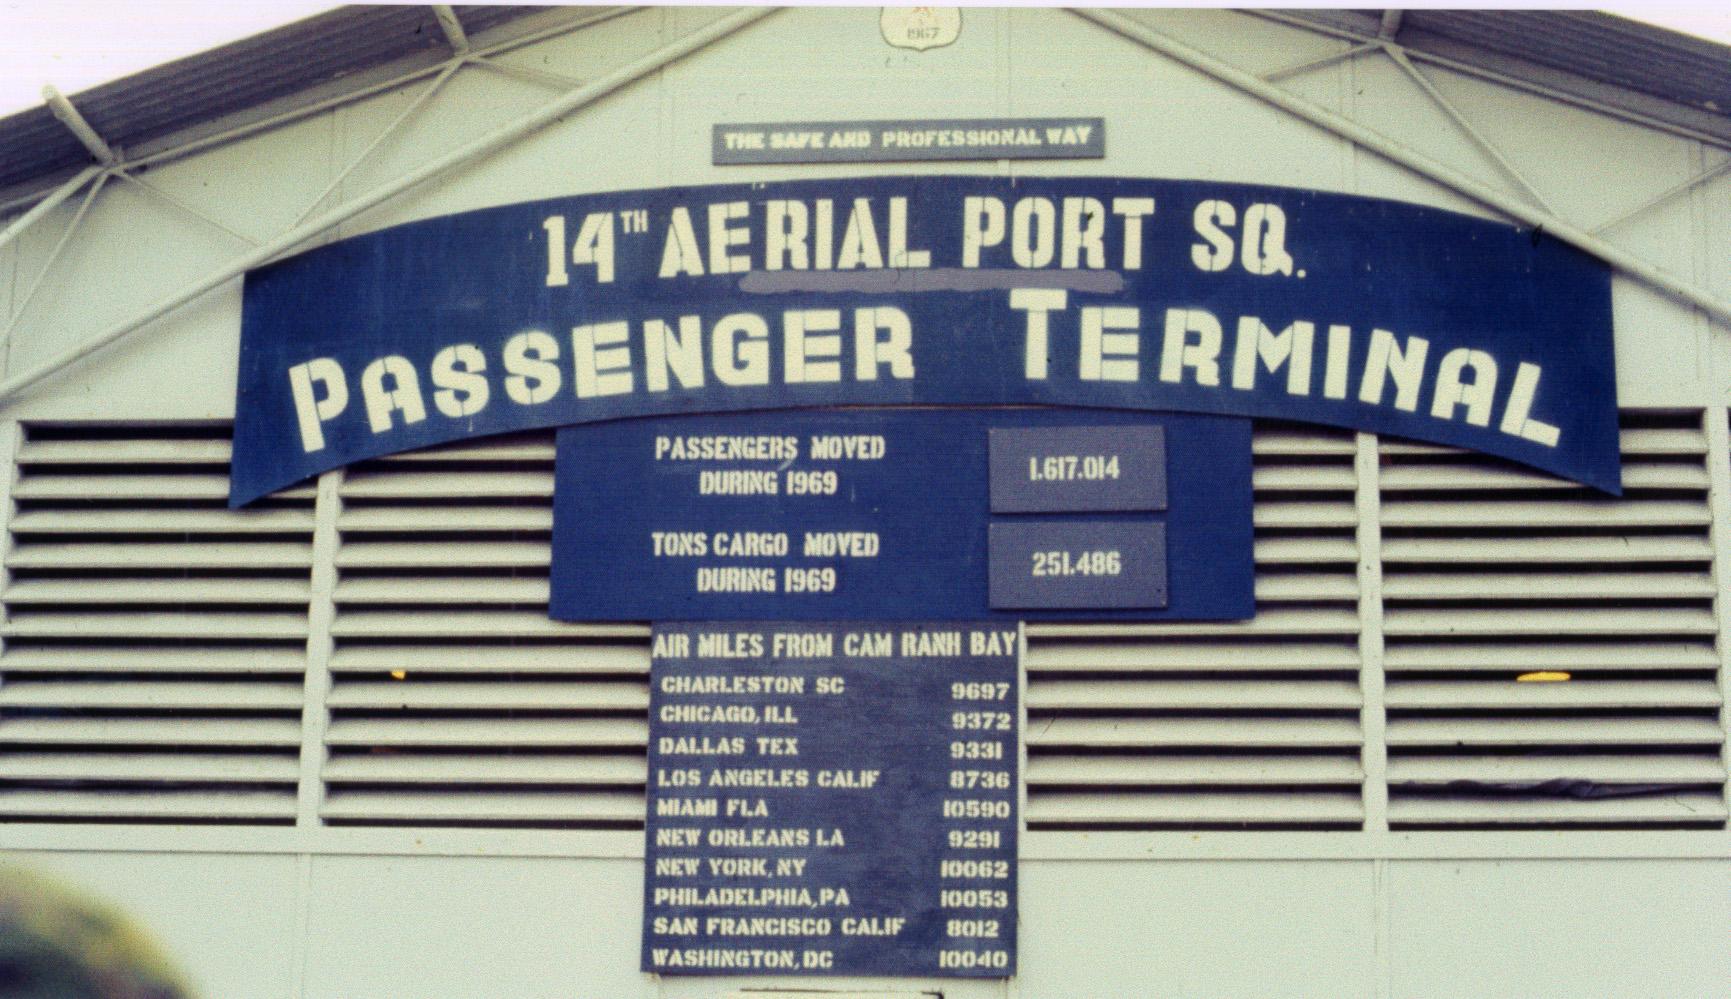 1967
THE SAFE AND PROFESSIONAL WAY
14TH AERIAL PORT SQ.
PASSENGER TERMINAL
PASSENGERS MOVED
DURING 1969
1.617.014
TONS CARGO MOVED
DURING 1969
251.486
AIR MILES FROM CAM RANH BAY
CHARLESTON SC 9697
CHICAGO, ILL 9372
DALLAS TEX 9331
LOS ANGELES CALIF 8736
MIAMI FLA 10590
NEW ORLEANS LA 9291
NEW YORK, NY 10062
PHILADELPHIA, PA 10053
SAN FRANCISCO CALIF 8012
WASHINGTON, DC 10040